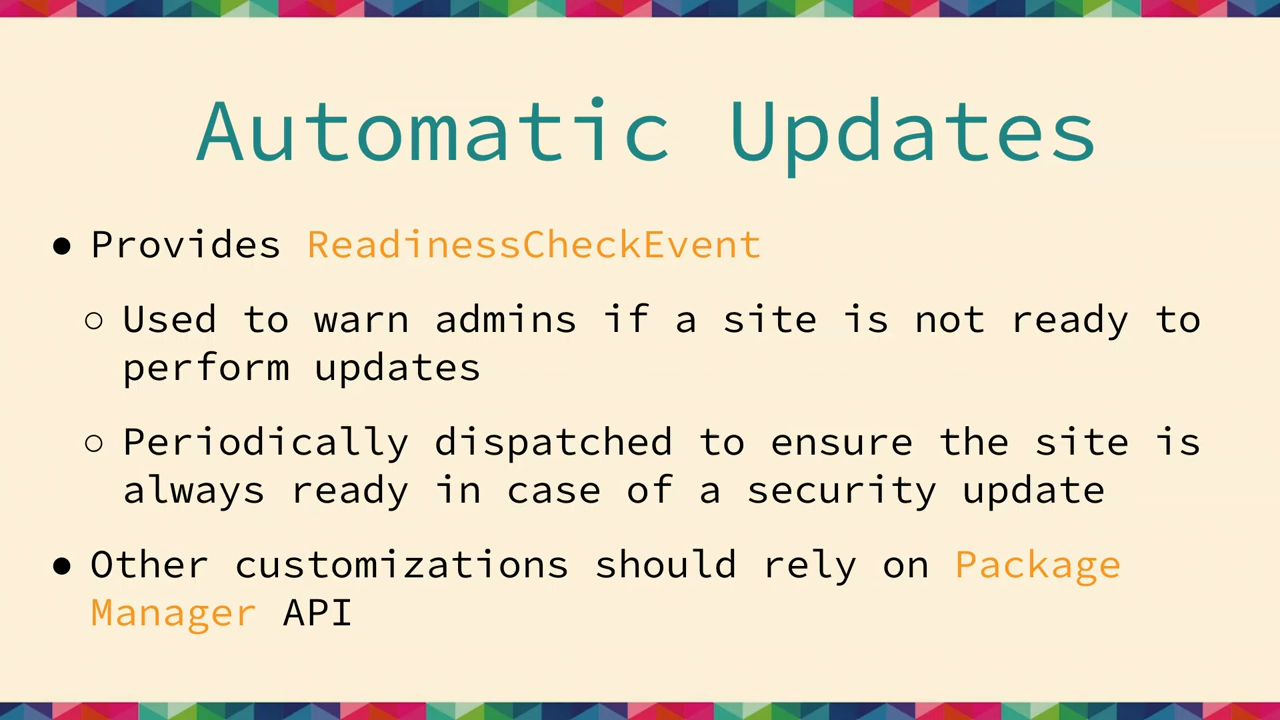 Automatic Updates
● Provides ReadinessCheckEvent
○ Used to warn admins if a site is not ready to
perform updates
○ Periodically dispatched to ensure the site is
always ready in case of a security update
● Other customizations should rely on Package
Manager API